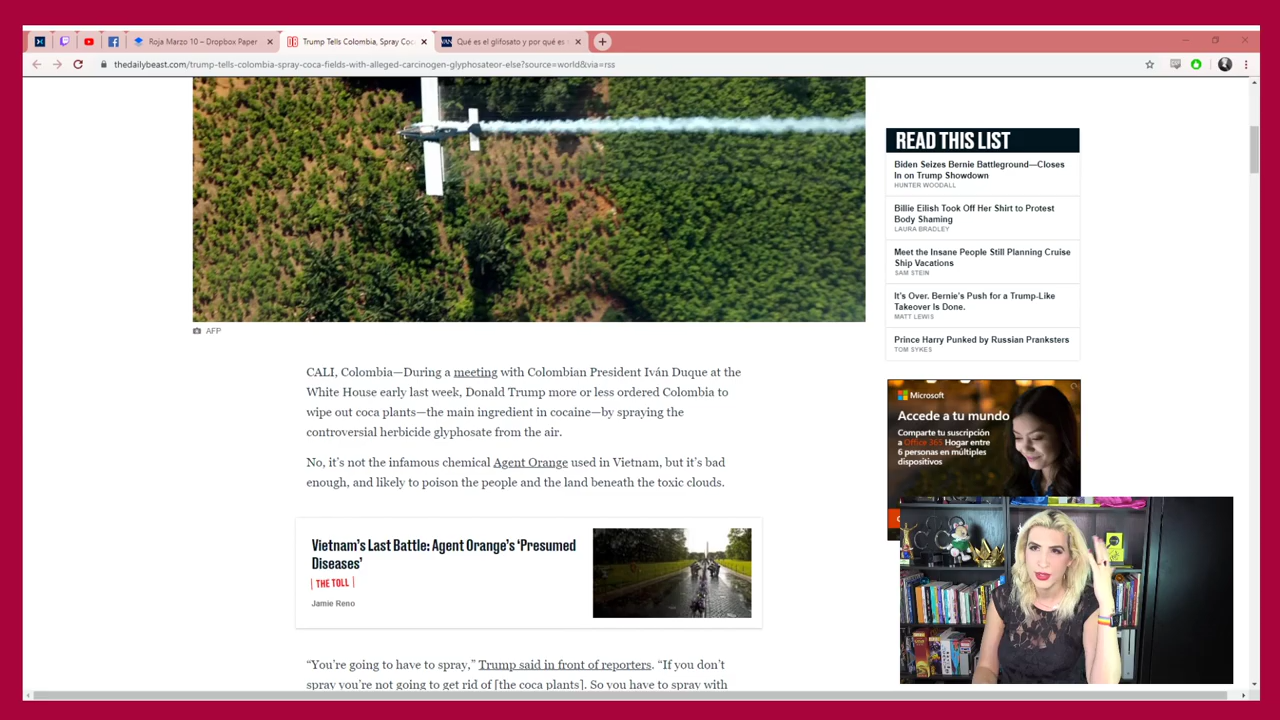 Roja Marzo 10 – Dropbox Paper
Trump Tells Colombia, Spray Coc
VAN
Qué es el glifosato y por qué es
thedailybeast.com/trump-tells-colombia-spray-coca-fields-with-alleged-carcinogen-glyphosateor-else?source=world&via=rss
AFP
CALI, Colombia—During a meeting with Colombian President Iván Duque at the
White House early last week, Donald Trump more or less ordered Colombia to
wipe out coca plants—the main ingredient in cocaine—by spraying the
controversial herbicide glyphosate from the air.
No, it’s not the infamous chemical Agent Orange used in Vietnam, but it’s bad
enough, and likely to poison the people and the land beneath the toxic clouds.
Vietnam’s Last Battle: Agent Orange’s ‘Presumed
Diseases’
| THE TOLL |
Jamie Reno
“You’re going to have to spray,” Trump said in front of reporters. “If you don’t
spray you’re not going to get rid of [the coca plants]. So you have to spray with
READ THIS LIST
Biden Seizes Bernie Battleground—Closes
In on Trump Showdown
HUNTER WOODALL
Billie Eilish Took Off Her Shirt to Protest
Body Shaming
LAURA BRADLEY
Meet the Insane People Still Planning Cruise
Ship Vacations
SAM STEIN
It's Over. Bernie's Push for a Trump-Like
Takeover Is Done.
MATT LEWIS
Prince Harry Punked by Russian Pranksters
TOM SYKES
Microsoft
Accede a tu mundo
Comparte tu suscripción
a Office 365 Hogar entre
6 personas en múltiples
dispositivos